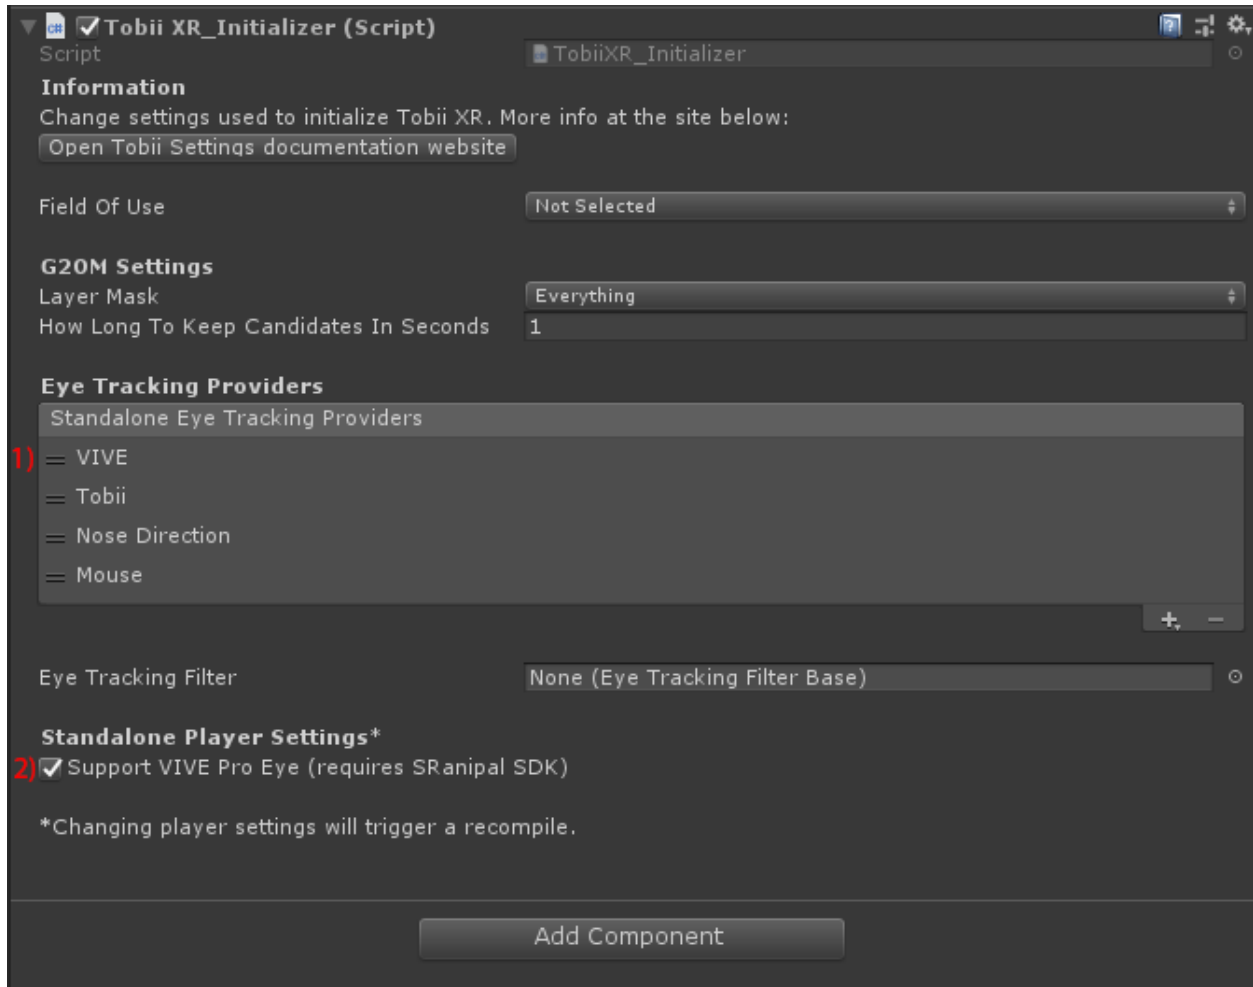 Tobii XR_Initializer (Script)
Script TobiiXR_Initializer
Information
Change settings used to initialize Tobii XR. More info at the site below:
Open Tobii Settings documentation website
Field Of Use Not Selected
G2OM Settings
Layer Mask Everything
How Long To Keep Candidates In Seconds 1
Eye Tracking Providers
Standalone Eye Tracking Providers
1) VIVE
Tobii
Nose Direction
Mouse
Eye Tracking Filter None (Eye Tracking Filter Base)
Standalone Player Settings*
2) Support VIVE Pro Eye (requires SRanipal SDK)
*Changing player settings will trigger a recompile.
Add Component